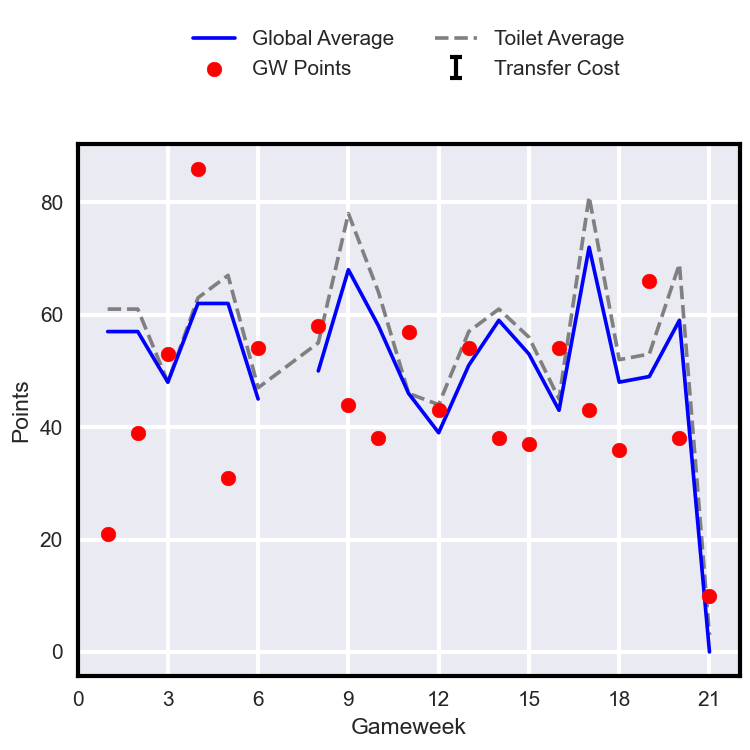 Global Average
Toilet Average
GW Points
Transfer Cost
80
60
40
20
0
Points
0 3 6 9 12 15 18 21
Gameweek